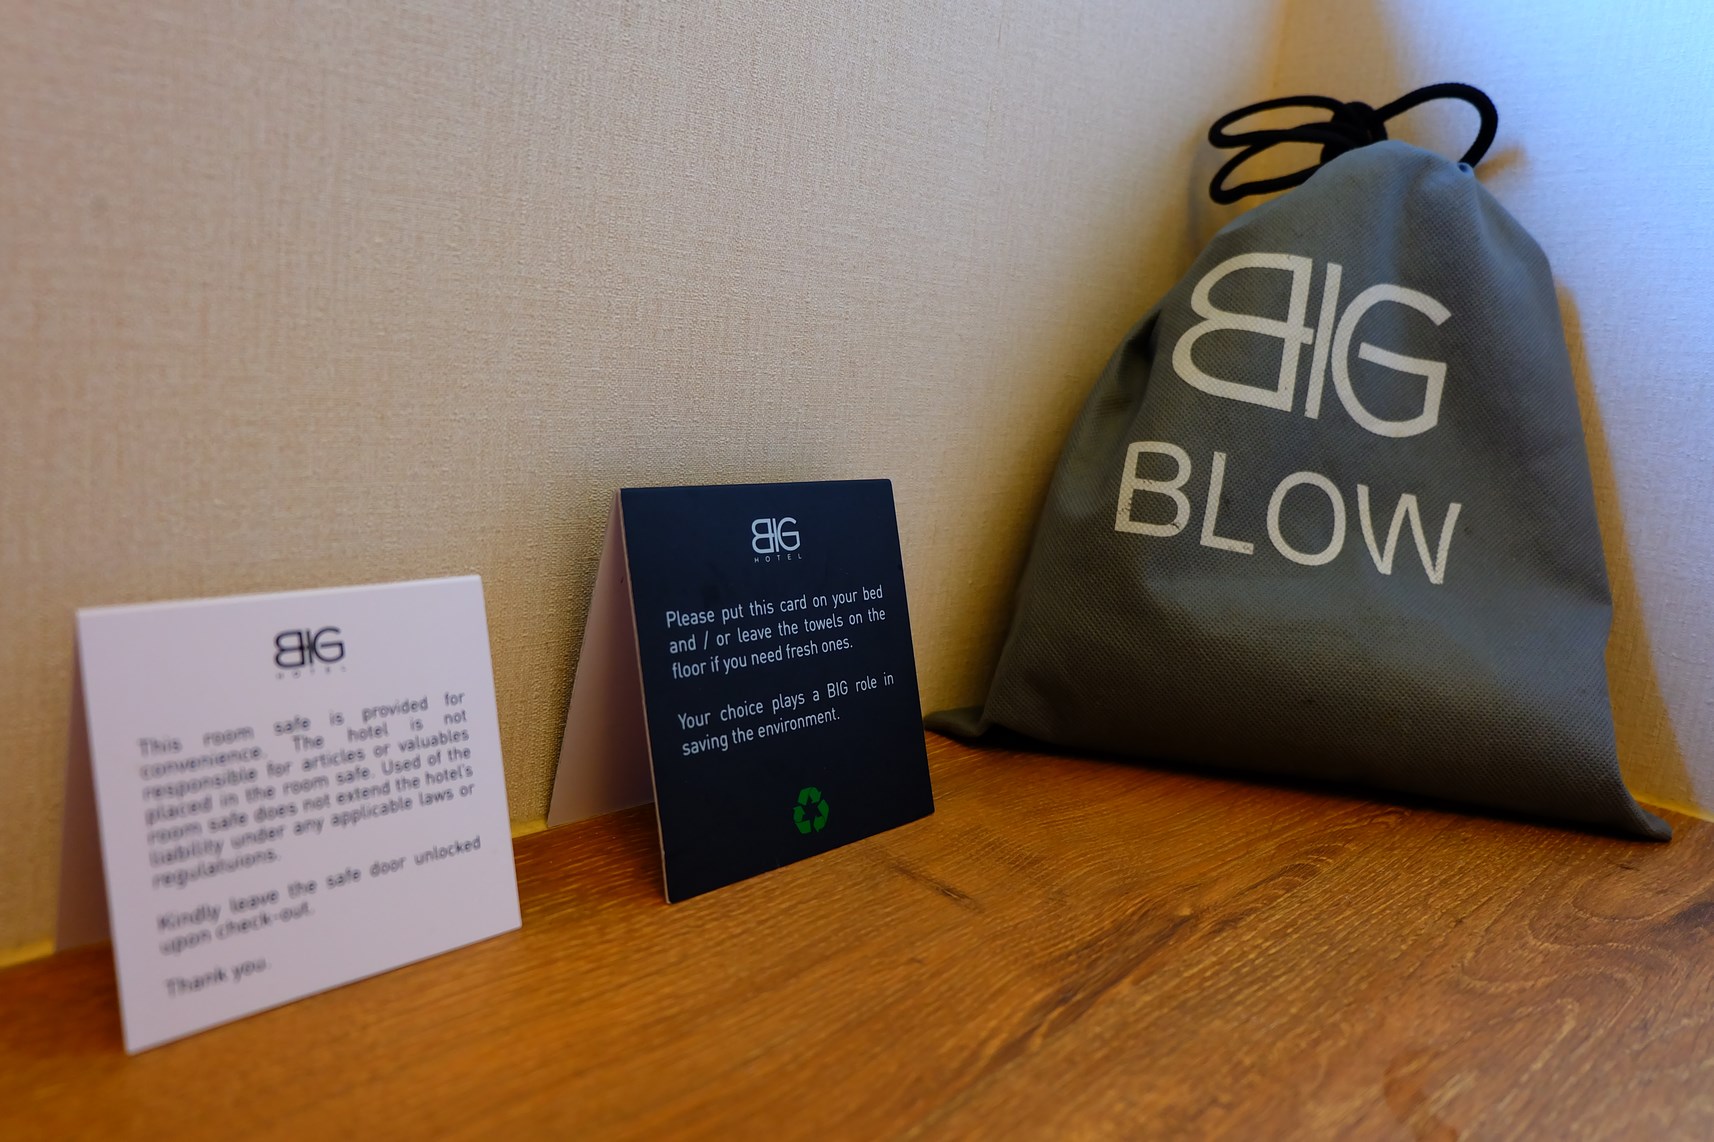 BIG
HOTEL
This room safe is provided for
convenience. The hotel is not
responsible for articles or valuables
placed in the room safe. Used of the
room safe does not extend the hotel's
liability under any applicable laws or
regulatuions.
Kindly leave the safe door unlocked
upon check-out.
Thank you.
BIG
HOTEL
Please put this card on your bed
and / or leave the towels on the
floor if you need fresh ones.
Your choice plays a BIG role in
saving the environment.
BIG
BLOW